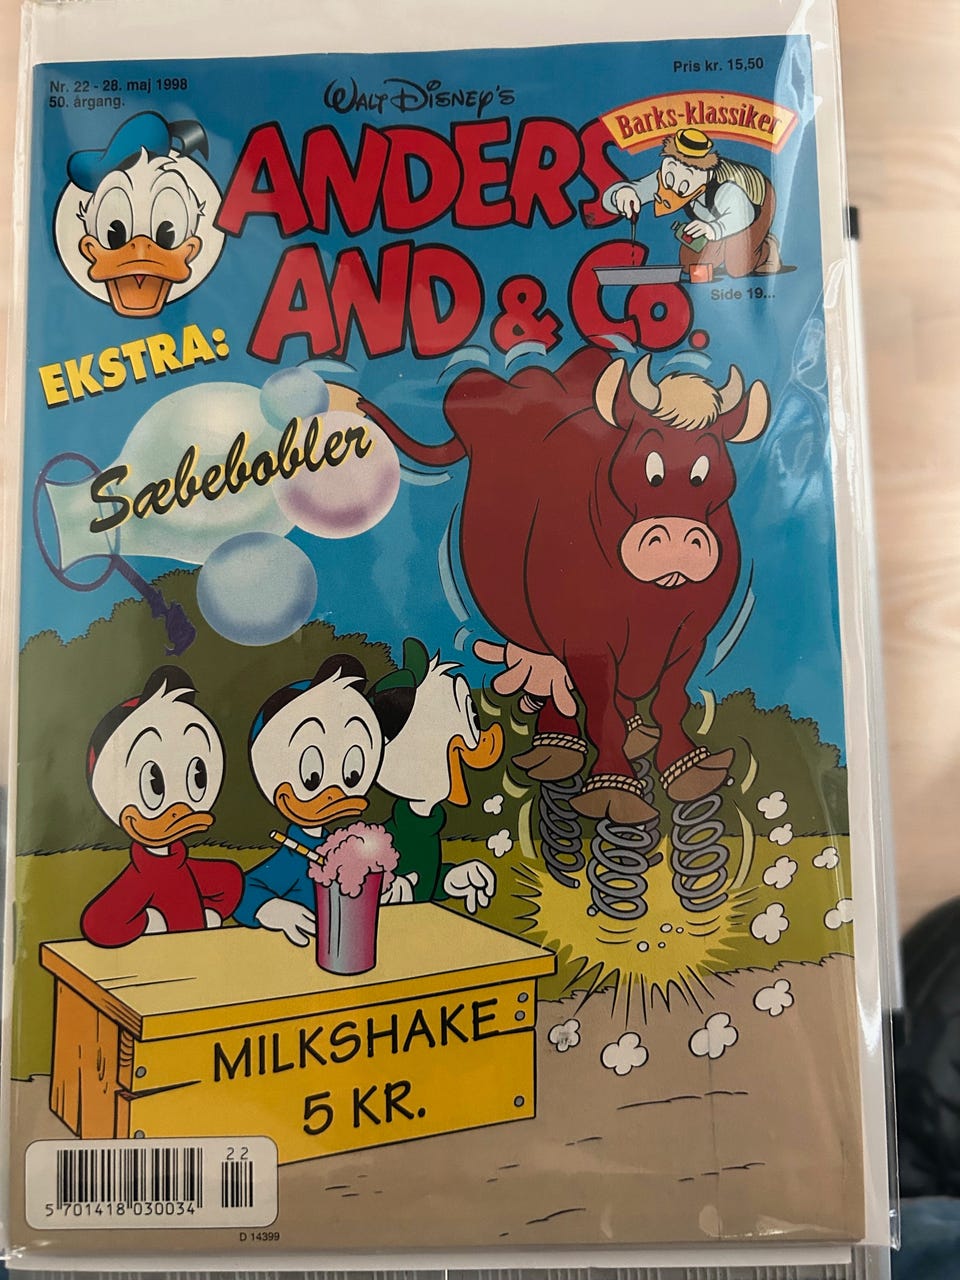 Nr. 22 - 28. maj 1998
50. årgang.
WALT DISNEY'S
Pris kr. 15,50
ANDERS
AND & Co.
Barks-klassiker
Side 19...
EKSTRA:
Sæbebobler
MILKSHAKE
5 KR.
22
5 701418 030034
D 14399